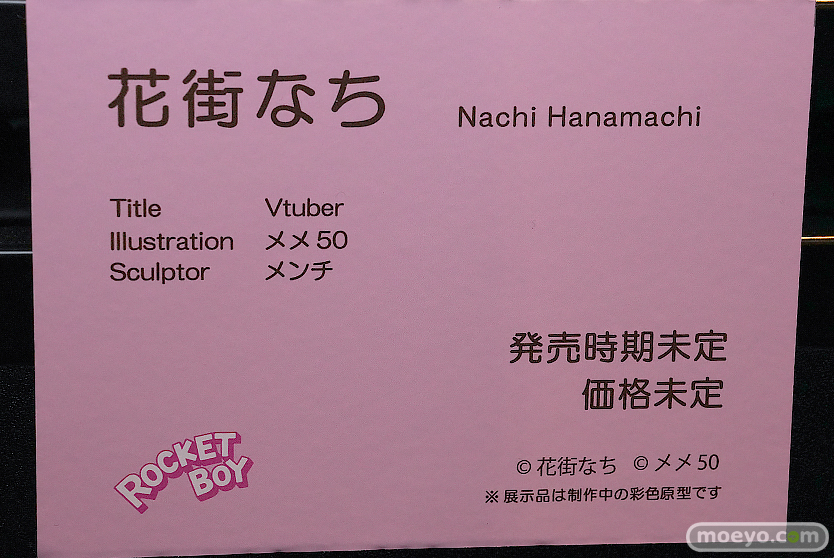 花街なち Nachi Hanamachi
Title Vtuber
Illustration メメ50
Sculptor メンチ
発売時期未定
価格未定
ROCKET
BOY
© 花街なち © メメ50
※展示品は制作中の彩色原型です
moeyo.com